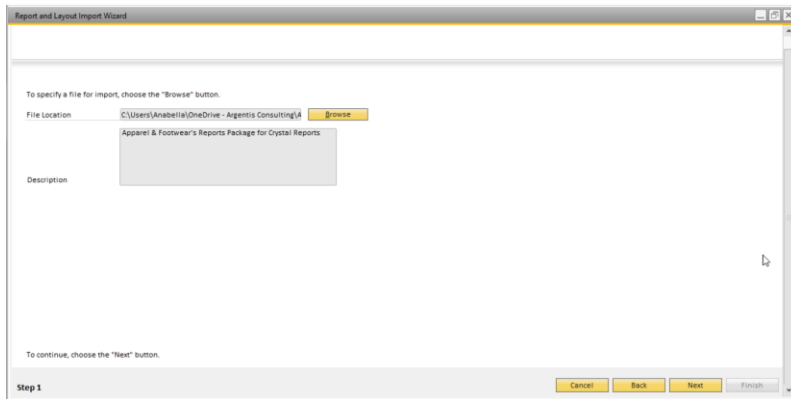 Report and Layout Import Wizard
To specify a file for import, choose the "Browse" button.
File Location C:\Users\Anabella\OneDrive - Argentis Consulting\A Browse
Apparel & Footwear's Reports Package for Crystal Reports
Description
To continue, choose the "Next" button.
Step 1 Cancel Back Next Finish